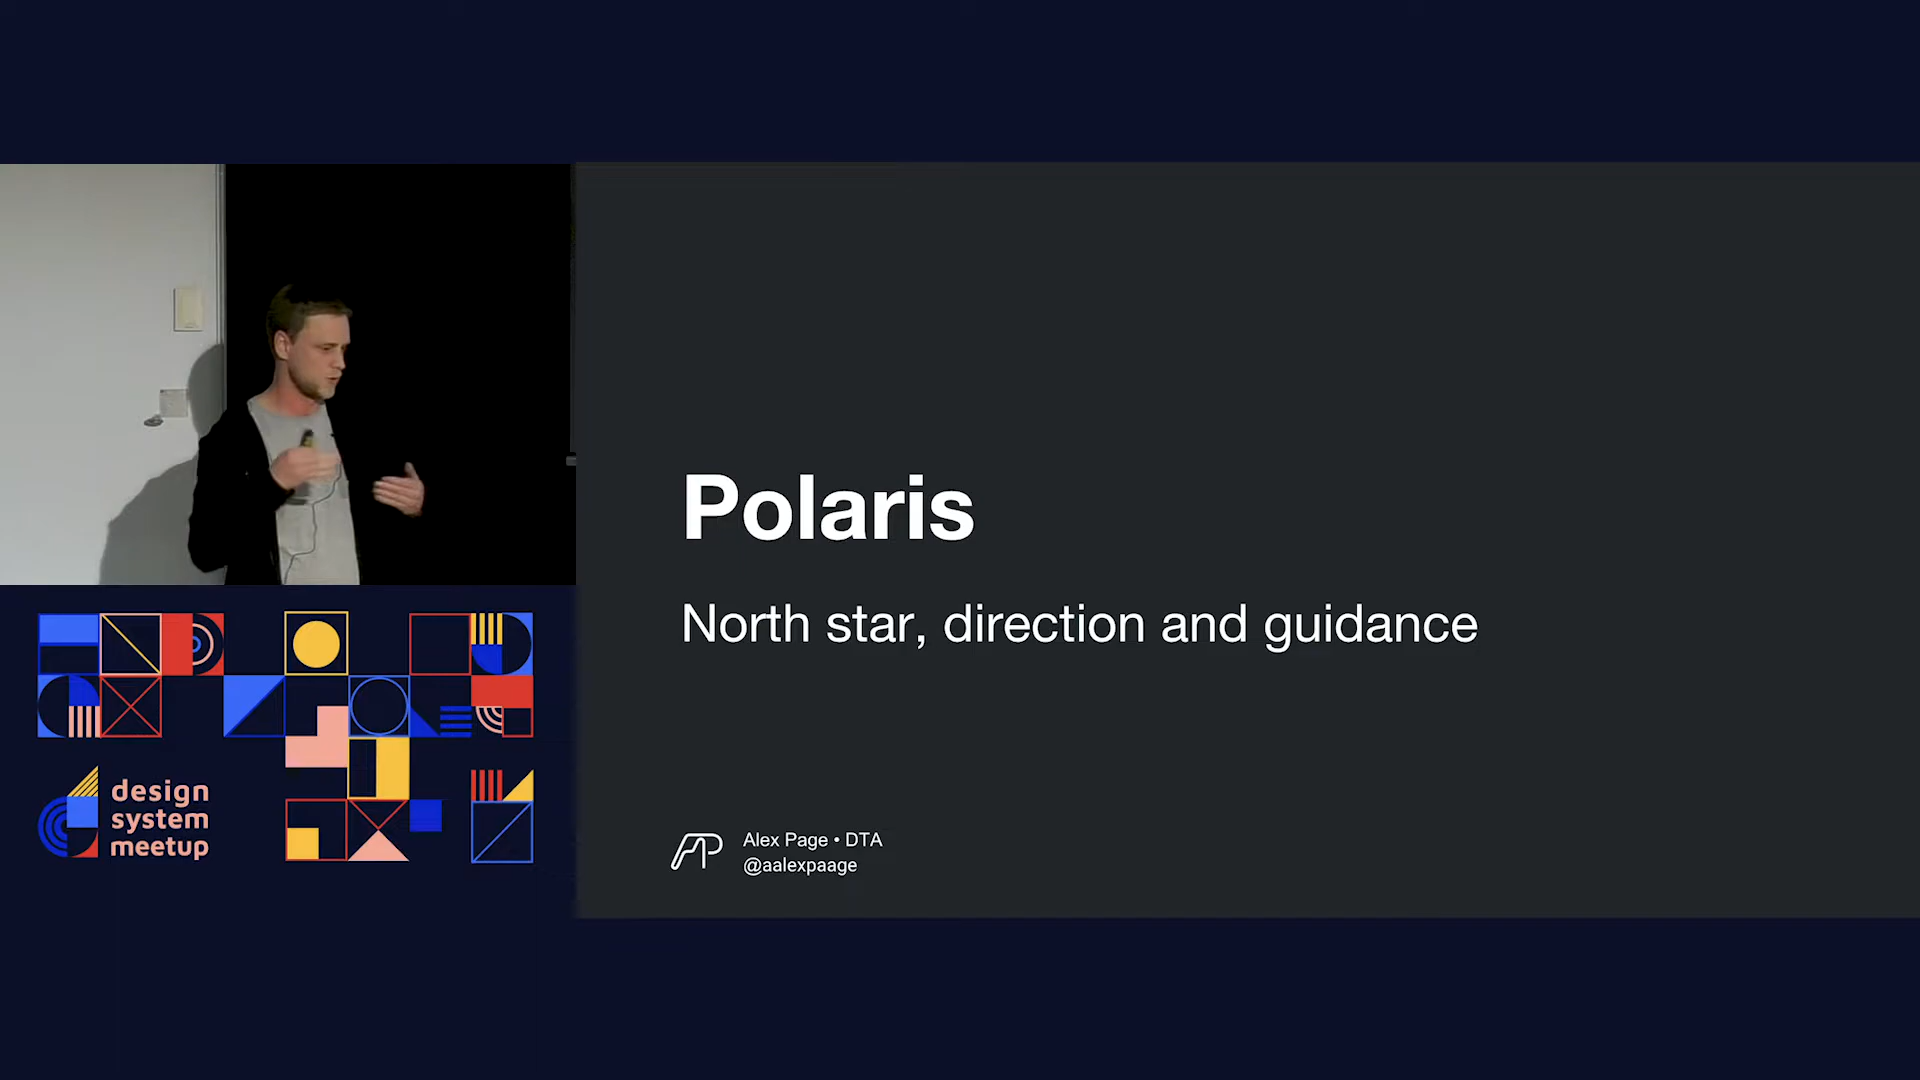 Polaris
North star, direction and guidance
Alex Page • DTA
@aalexpaage
design
system
meetup